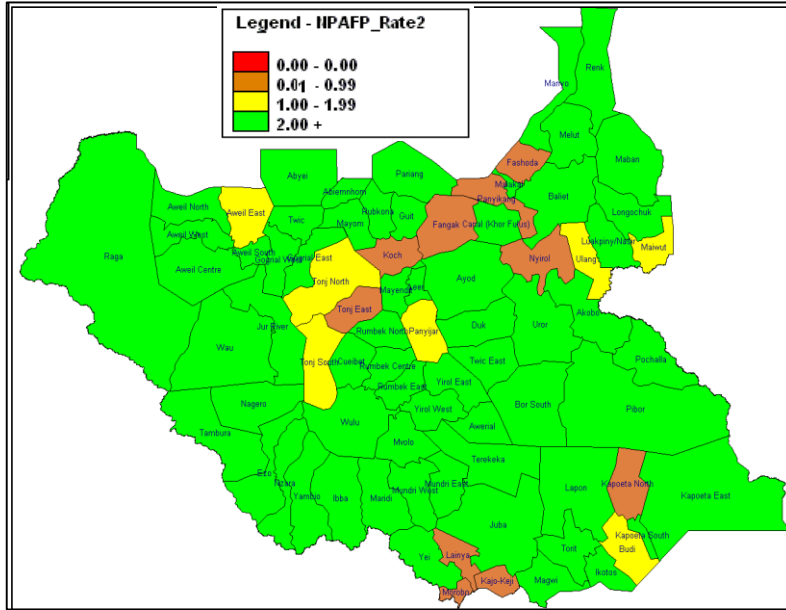 Legend - NPAFP_Rate2
0.00 - 0.00
0.01 - 0.99
1.00 - 1.99
2.00 +
Renk
Manyo
Melut
Maban
Fashoda
Abyei
Pariang
Malakal
Panyikang
Baliet
Abiemnhom
Rubkona
Guit
Longochuk
Aweil North
Aweil East
Twic
Mayom
Fangak
Canal (Khor Fulus)
Luakpiny/Nasir
Maiwut
Aweil West
Aweil South
Gogrial West
Gogrial East
Koch
Nyirol
Ulang
Raga
Aweil Centre
Tonj North
Mayendit
Leer
Ayod
Tonj East
Akobo
Jur River
Rumbek North
Panyijar
Duk
Uror
Wau
Tonj South
Cueibet
Rumbek Centre
Twic East
Pochalla
Rumbek East
Yirol East
Nagero
Yirol West
Bor South
Pibor
Wulu
Awerial
Tambura
Mvolo
Terekeka
Ezo
Nzara
Yambio
Ibba
Maridi
Mundri West
Mundri East
Lapon
Kapoeta North
Kapoeta East
Juba
Kapoeta South
Yei
Lainya
Torit
Budi
Morobo
Kajo-Keji
Magwi
Ikotos